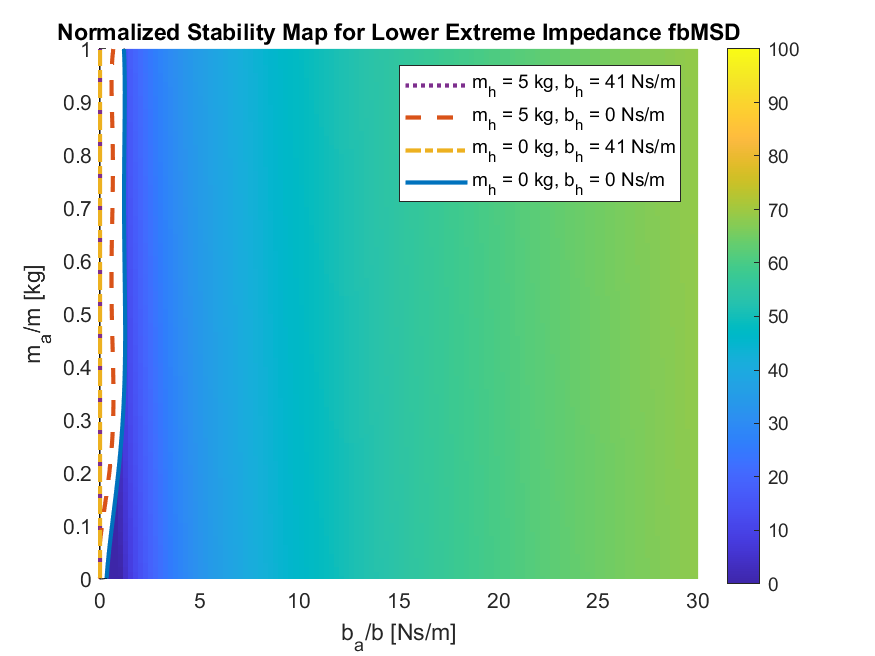 Normalized Stability Map for Lower Extreme Impedance fbMSD
m_h = 5 kg, b_h = 41 Ns/m
m_h = 5 kg, b_h = 0 Ns/m
m_h = 0 kg, b_h = 41 Ns/m
m_h = 0 kg, b_h = 0 Ns/m
m_a/m [kg]
1
0.9
0.8
0.7
0.6
0.5
0.4
0.3
0.2
0.1
0
0 5 10 15 20 25 30
b_a/b [Ns/m]
100
90
80
70
60
50
40
30
20
10
0